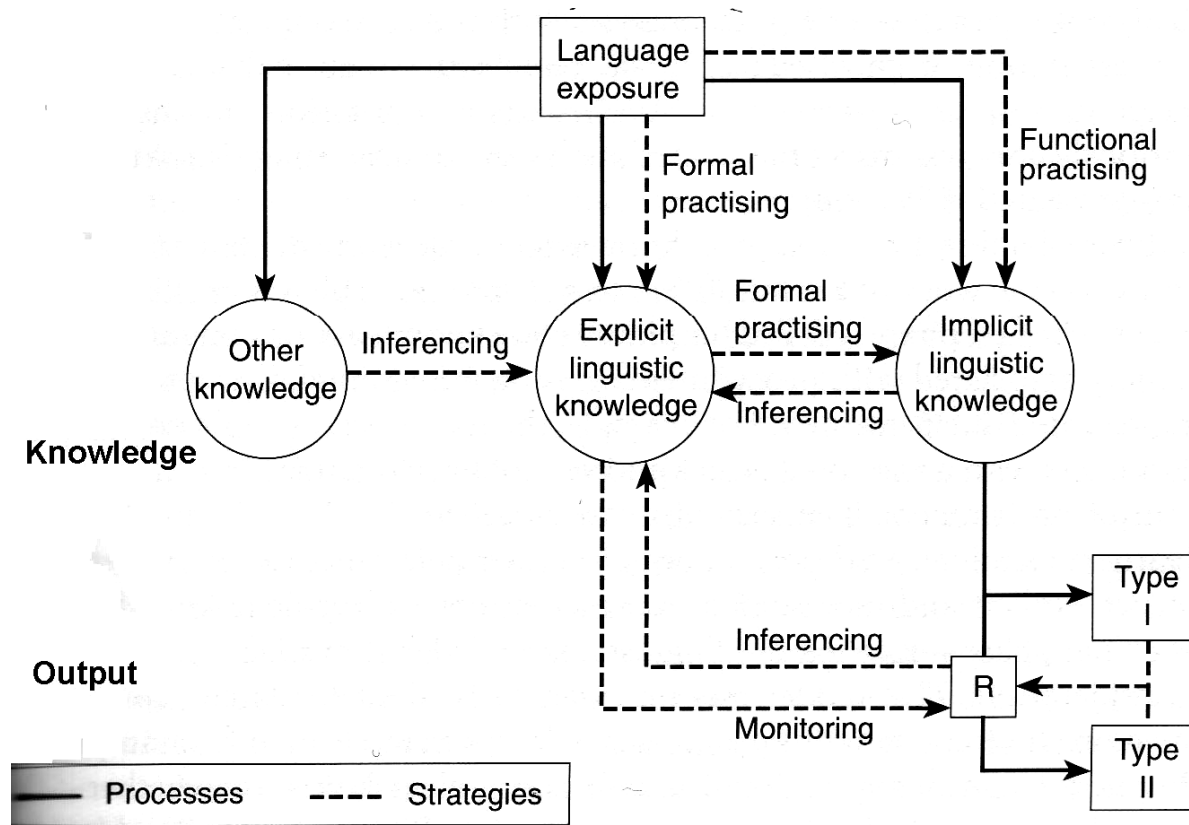 Language
exposure
Functional
practising
Formal
practising
Formal
practising
Other
knowledge
Inferencing
Explicit
linguistic
knowledge
Implicit
linguistic
knowledge
Inferencing
Knowledge
Type
I
Inferencing
Output
R
Monitoring
Type
II
Processes
Strategies